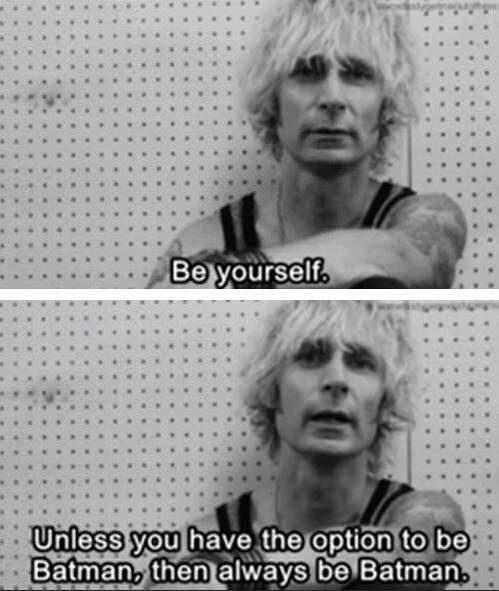 Be yourself.
Unless you have the option to be
Batman, then always be Batman.